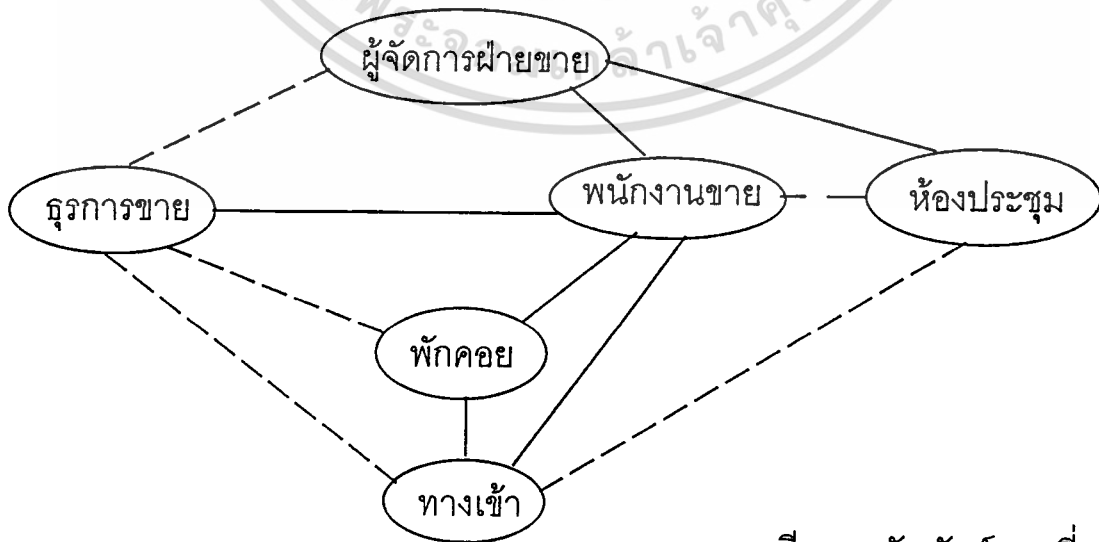 ผู้จัดการฝ่ายขาย
ธุรการขาย
พนักงานขาย
ห้องประชุม
พักคอย
ทางเข้า